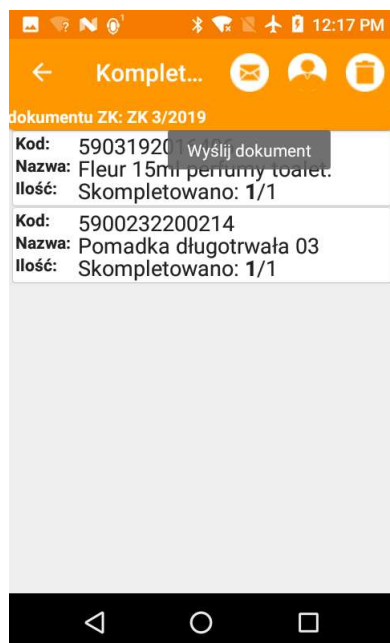 12:17 PM
Komplet...
dokumentu ZK: ZK 3/2019
Wyślij dokument
Kod: 5903192016486
Nazwa: Fleur 15ml perfumy toalet.
Ilość: Skompletowano: 1/1
Kod: 5900232200214
Nazwa: Pomadka długotrwała 03
Ilość: Skompletowano: 1/1